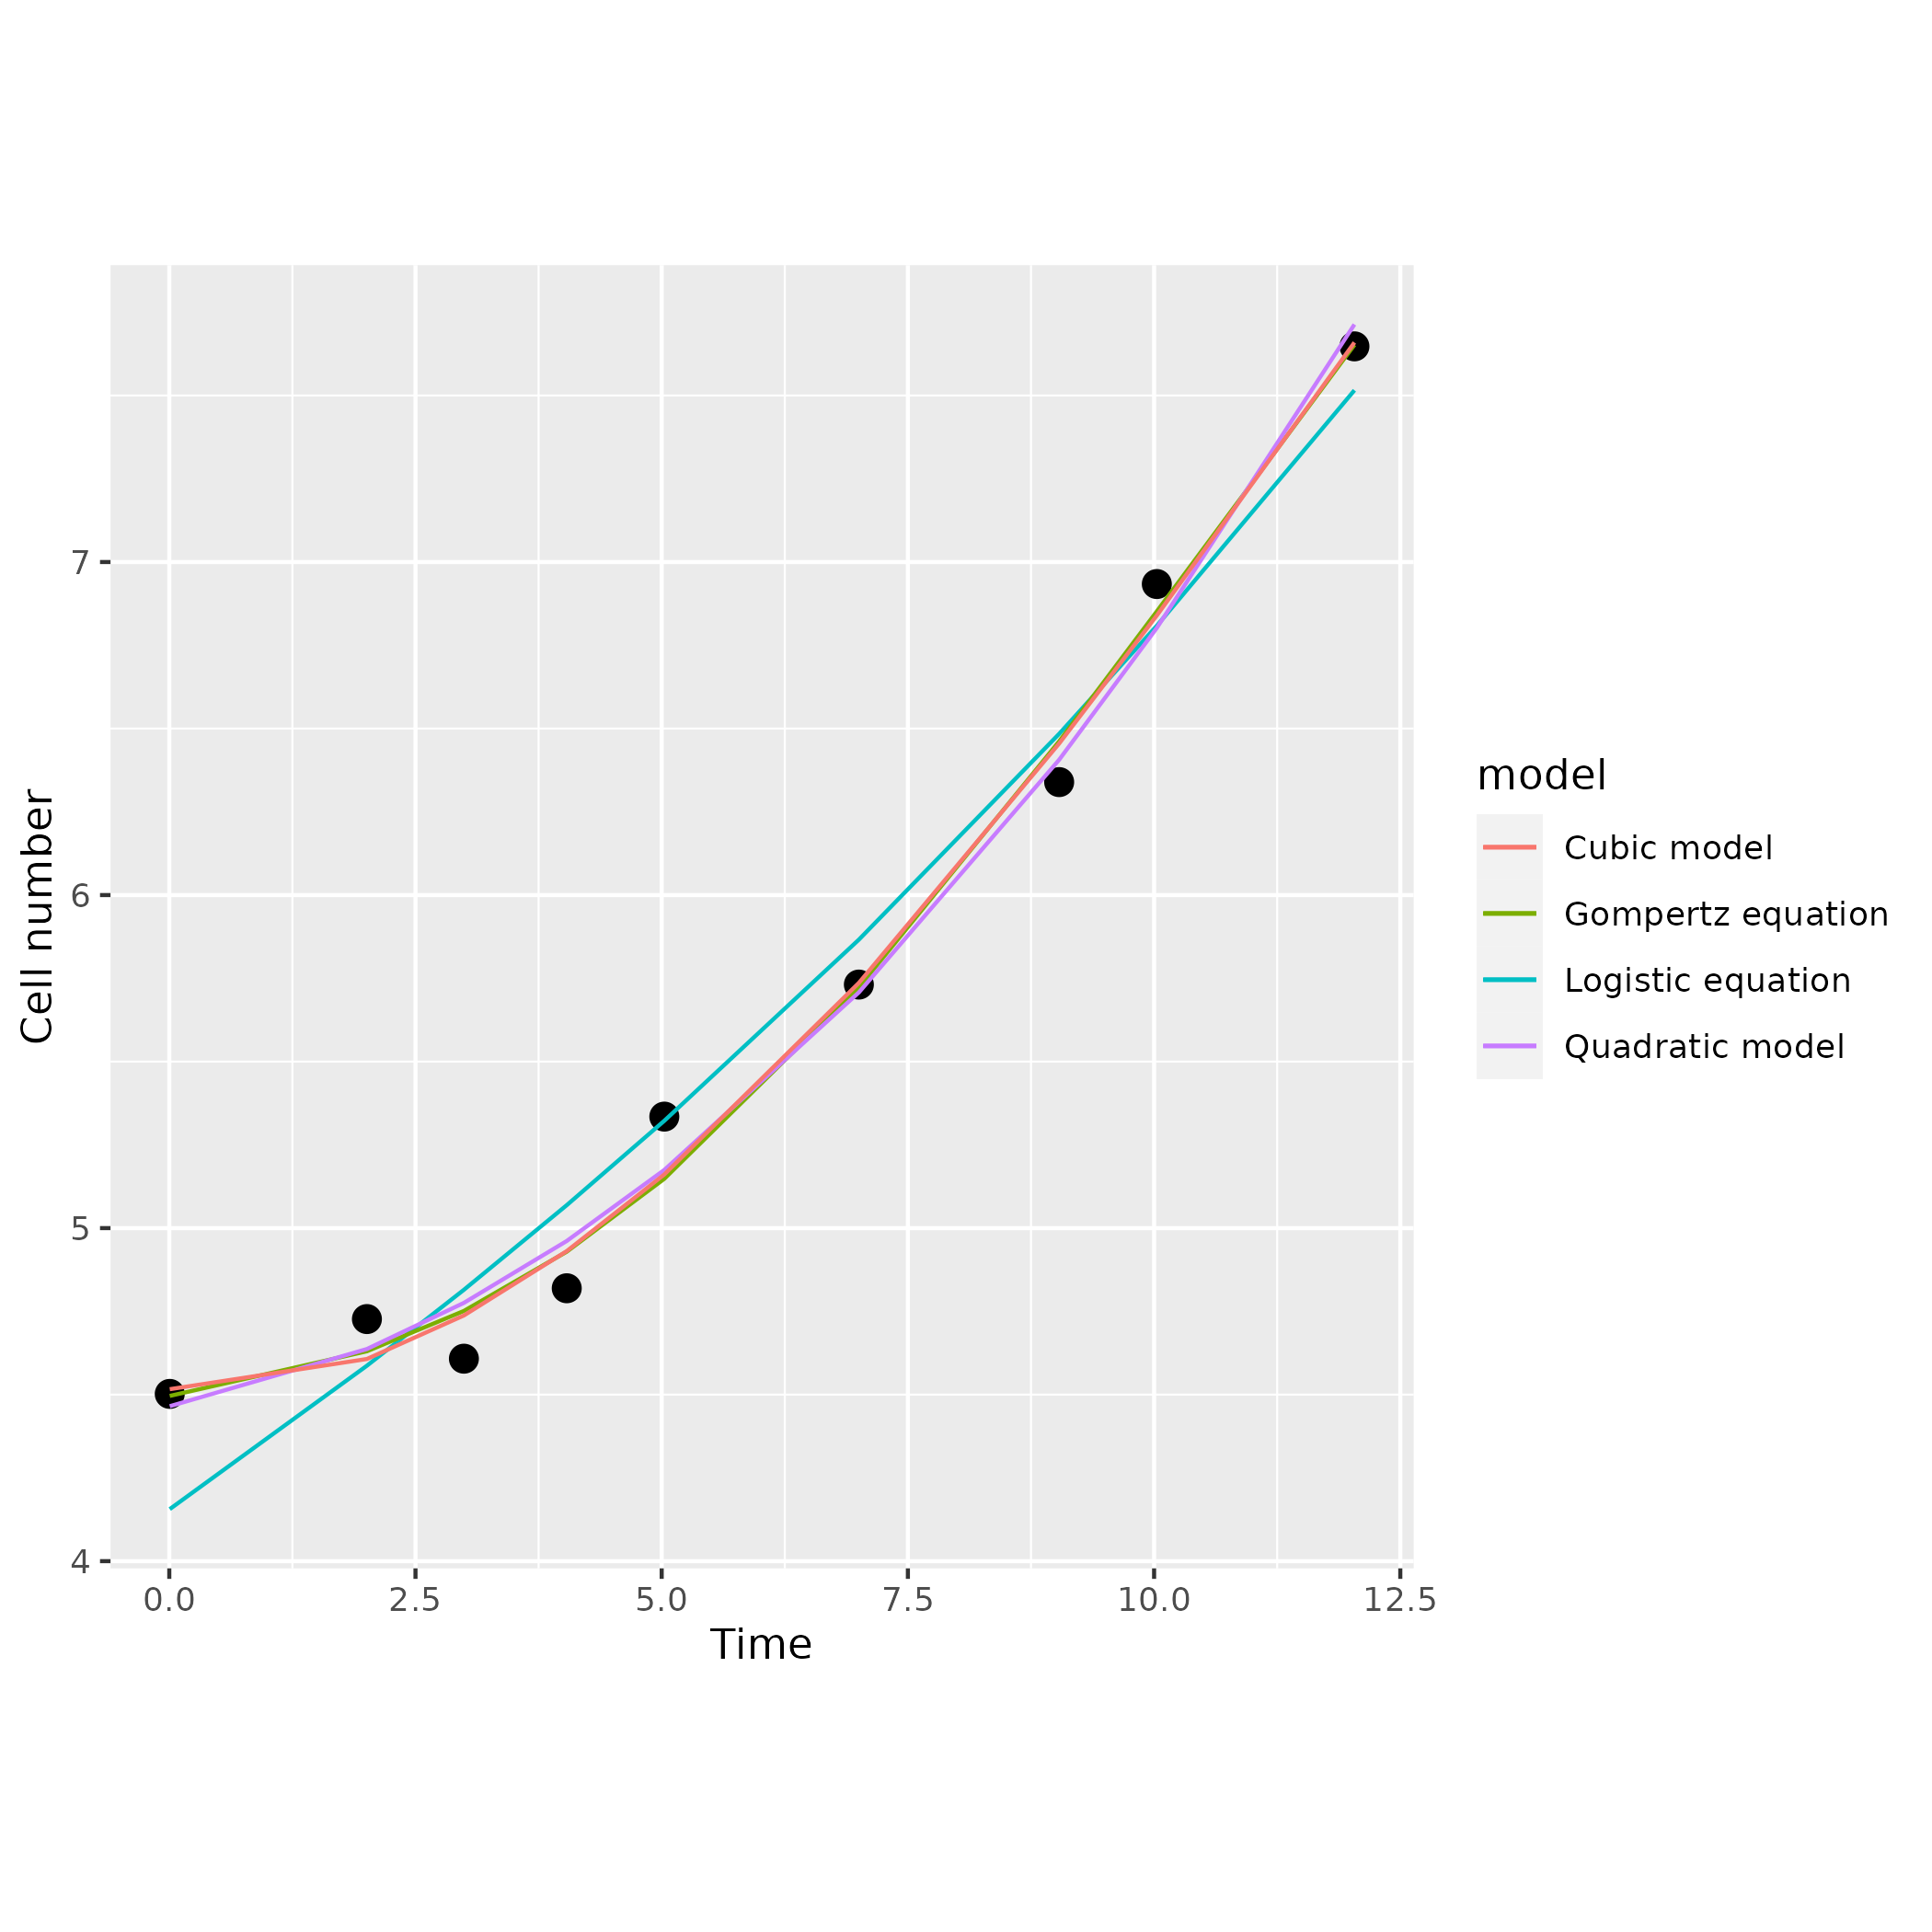 7
6
5
4
0.0 2.5 5.0 7.5 10.0 12.5
Time
Cell number
model
Cubic model
Gompertz equation
Logistic equation
Quadratic model